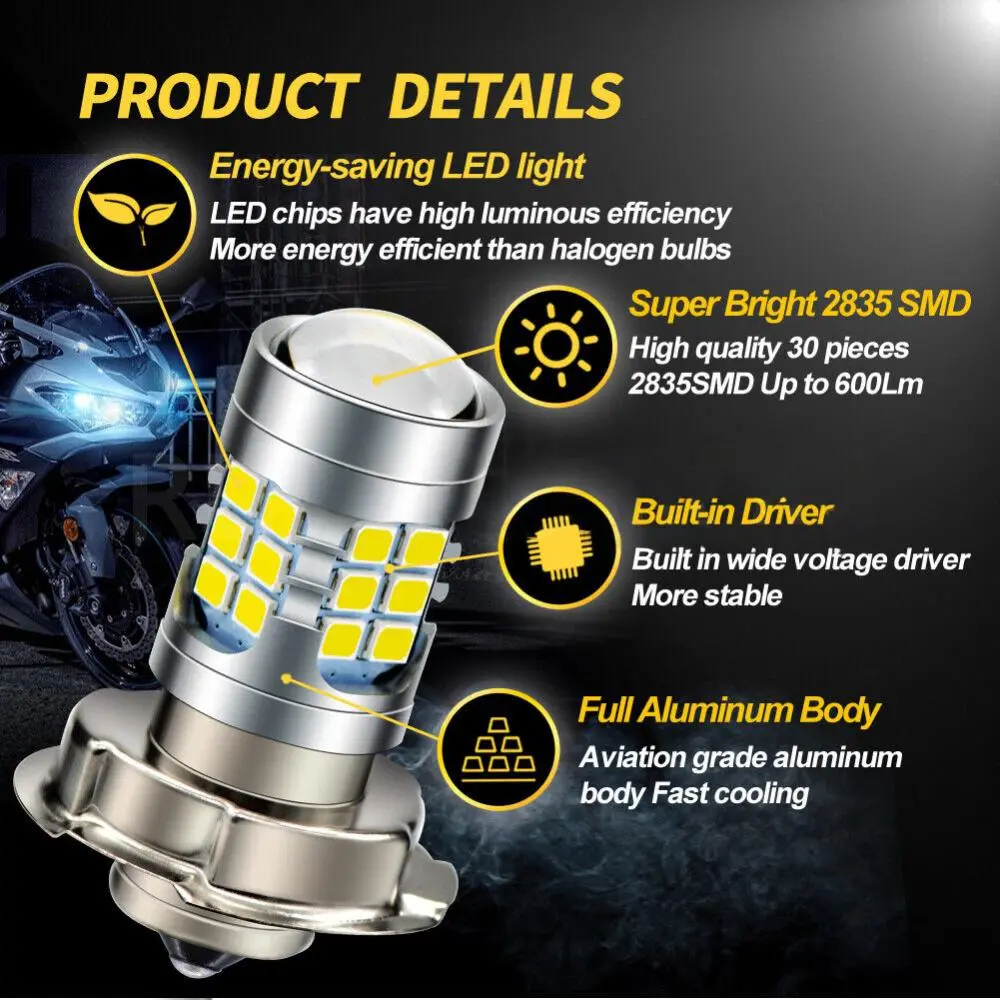 PRODUCT DETAILS
Energy-saving LED light
LED chips have high luminous efficiency
More energy efficient than halogen bulbs
Super Bright 2835 SMD
High quality 30 pieces
2835SMD Up to 600Lm
Built-in Driver
Built in wide voltage driver
More stable
Full Aluminum Body
Aviation grade aluminum
body Fast cooling